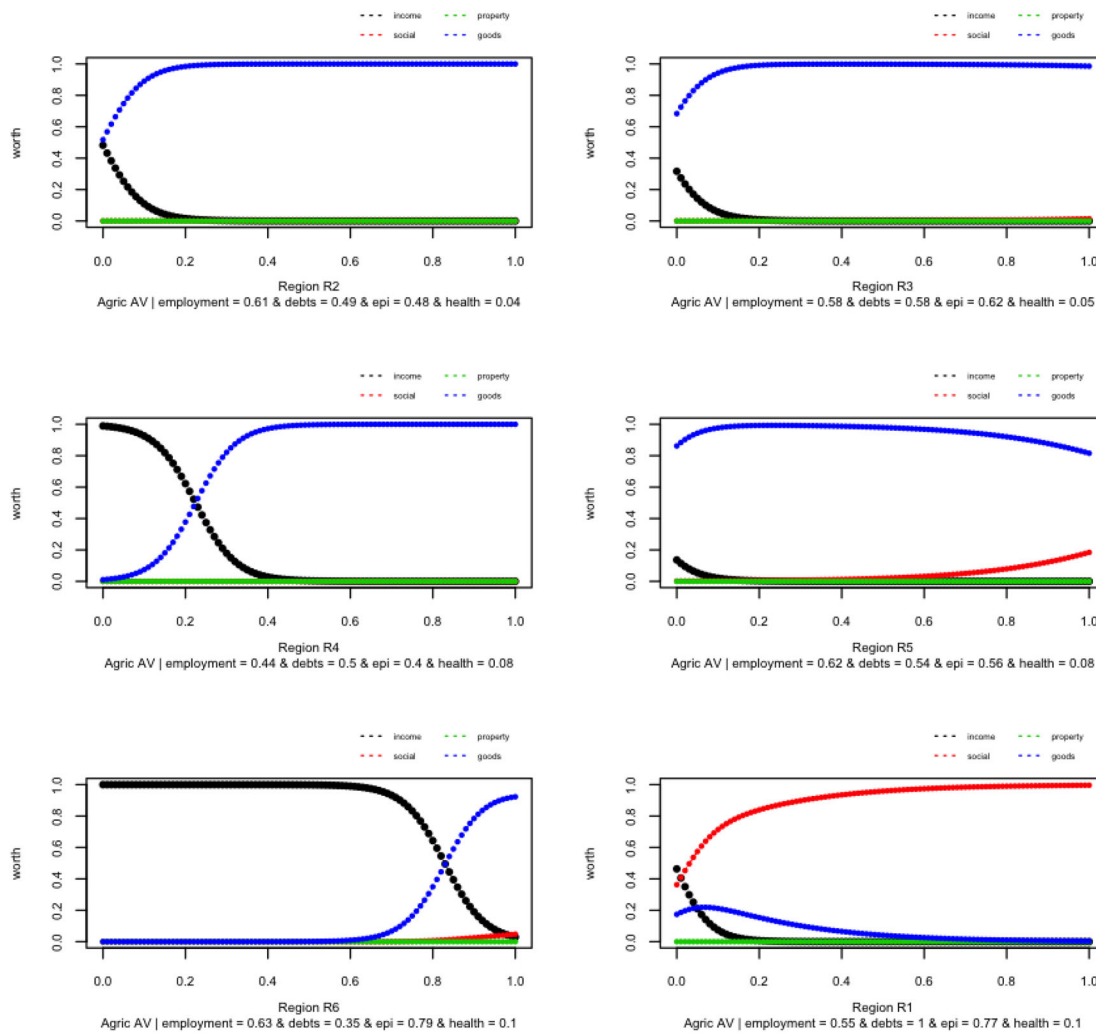 income property
social goods
income property
social goods
worth
0.0 0.2 0.4 0.6 0.8 1.0
0.0 0.2 0.4 0.6 0.8 1.0
Region R2
Agric AV | employment = 0.61 & debts = 0.49 & epi = 0.48 & health = 0.04
worth
0.0 0.2 0.4 0.6 0.8 1.0
0.0 0.2 0.4 0.6 0.8 1.0
Region R3
Agric AV | employment = 0.58 & debts = 0.58 & epi = 0.62 & health = 0.05
income property
social goods
income property
social goods
worth
0.0 0.2 0.4 0.6 0.8 1.0
0.0 0.2 0.4 0.6 0.8 1.0
Region R4
Agric AV | employment = 0.44 & debts = 0.5 & epi = 0.4 & health = 0.08
worth
0.0 0.2 0.4 0.6 0.8 1.0
0.0 0.2 0.4 0.6 0.8 1.0
Region R5
Agric AV | employment = 0.62 & debts = 0.54 & epi = 0.56 & health = 0.08
income property
social goods
income property
social goods
worth
0.0 0.2 0.4 0.6 0.8 1.0
0.0 0.2 0.4 0.6 0.8 1.0
Region R6
Agric AV | employment = 0.63 & debts = 0.35 & epi = 0.79 & health = 0.1
worth
0.0 0.2 0.4 0.6 0.8 1.0
0.0 0.2 0.4 0.6 0.8 1.0
Region R1
Agric AV | employment = 0.55 & debts = 1 & epi = 0.77 & health = 0.1